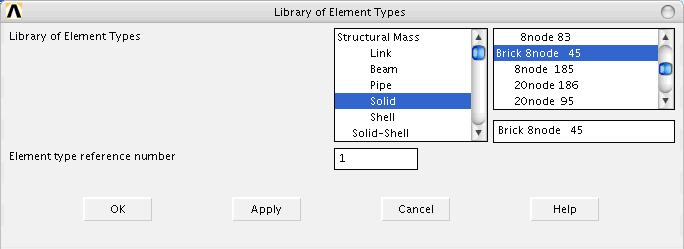 Library of Element Types
Library of Element Types
Structural Mass
Link
Beam
Pipe
Solid
Shell
Solid-Shell
8node 83
Brick 8node 45
8node 185
20node 186
20node 95
Brick 8node 45
Element type reference number
1
OK
Apply
Cancel
Help